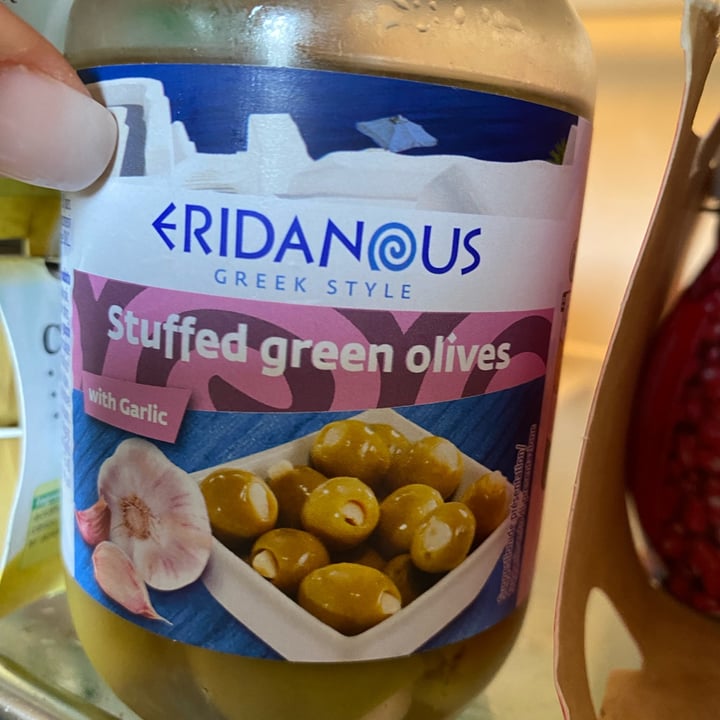 ERIDANOUS
GREEK STYLE
Stuffed green olives
with Garlic